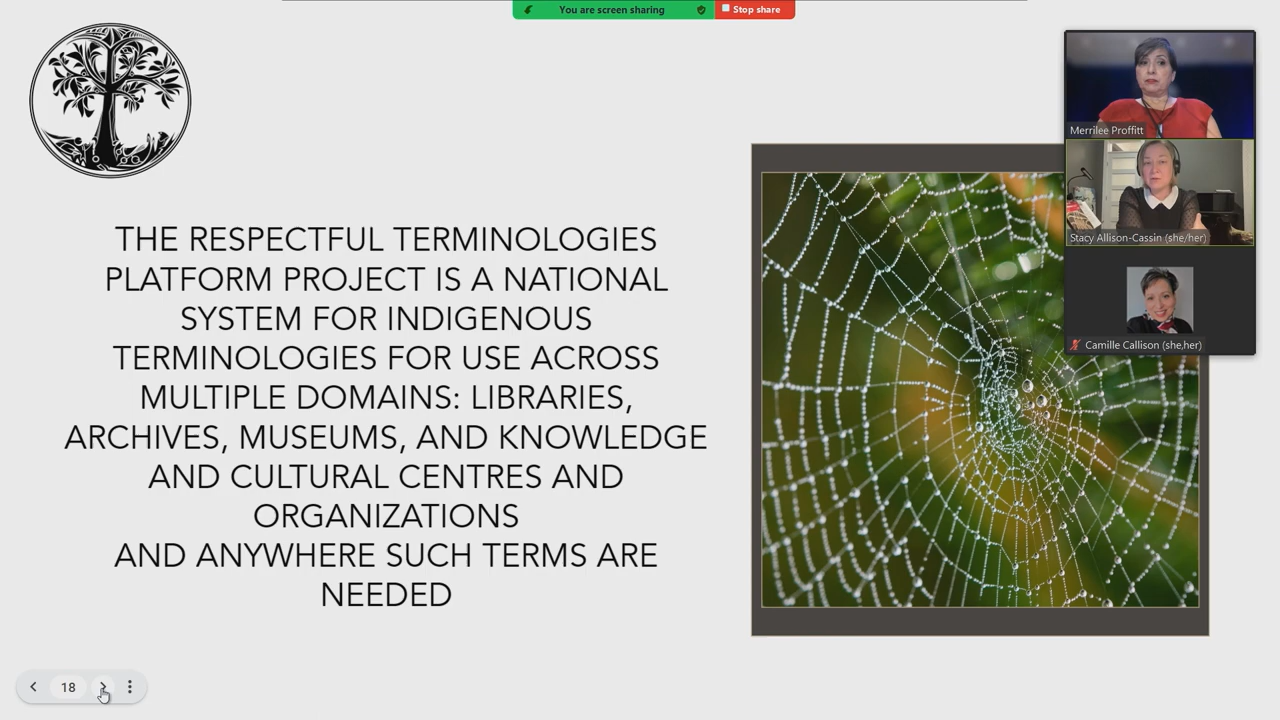 You are screen sharing
Stop share
Merrilee Proffitt
Stacy Allison-Cassin (she/her)
Camille Callison (she,her)
THE RESPECTFUL TERMINOLOGIES
PLATFORM PROJECT IS A NATIONAL
SYSTEM FOR INDIGENOUS
TERMINOLOGIES FOR USE ACROSS
MULTIPLE DOMAINS: LIBRARIES,
ARCHIVES, MUSEUMS, AND KNOWLEDGE
AND CULTURAL CENTRES AND
ORGANIZATIONS
AND ANYWHERE SUCH TERMS ARE
NEEDED
18